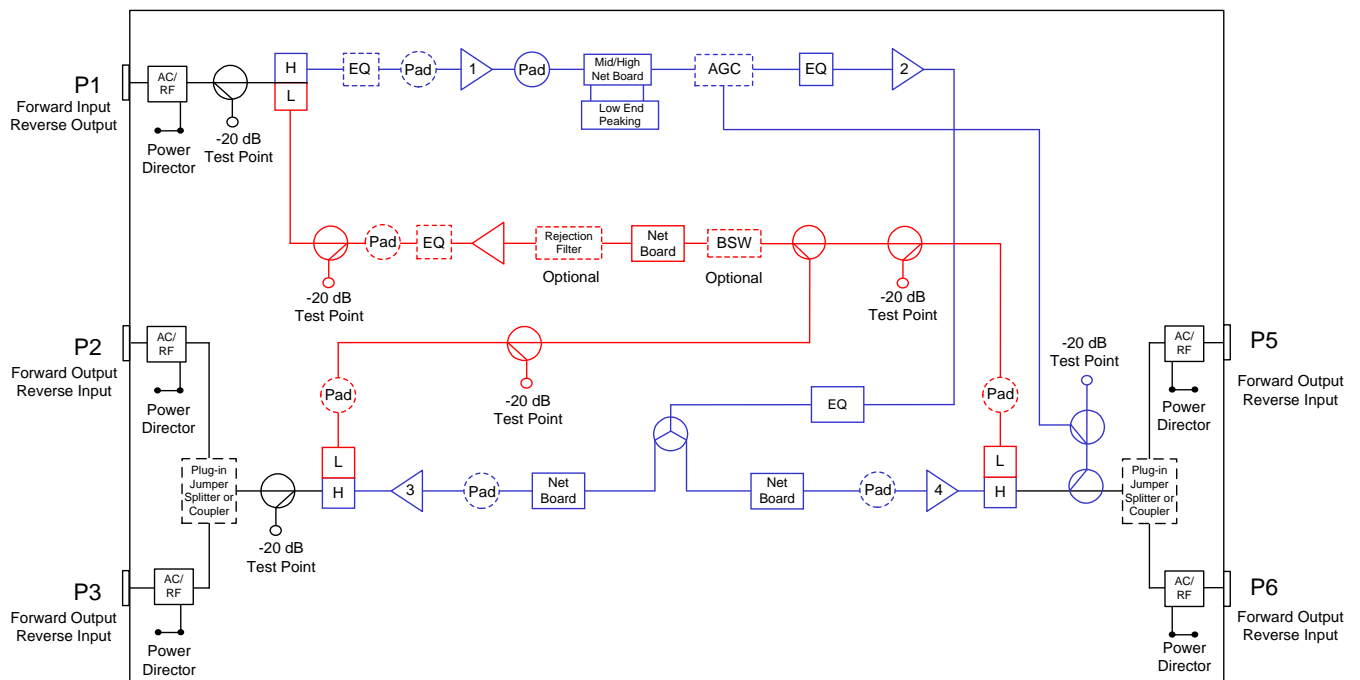 P1
Forward Input
Reverse Output
AC/
RF
Power
Director
-20 dB
Test Point
H
L
EQ
Pad
1
Pad
Mid/High
Net Board
Low End
Peaking
AGC
EQ
2
-20 dB
Test Point
Pad
EQ
Rejection
Filter
Optional
Net
Board
BSW
Optional
-20 dB
Test Point
P2
Forward Output
Reverse Input
AC/
RF
Power
Director
-20 dB
Test Point
Pad
EQ
Pad
-20 dB
Test Point
AC/
RF
Power
Director
P5
Forward Output
Reverse Input
Plug-in
Jumper
Splitter or
Coupler
-20 dB
Test Point
L
H
3
Pad
Net
Board
Net
Board
Pad
4
L
H
Plug-in
Jumper
Splitter or
Coupler
P3
Forward Output
Reverse Input
AC/
RF
Power
Director
AC/
RF
Power
Director
P6
Forward Output
Reverse Input